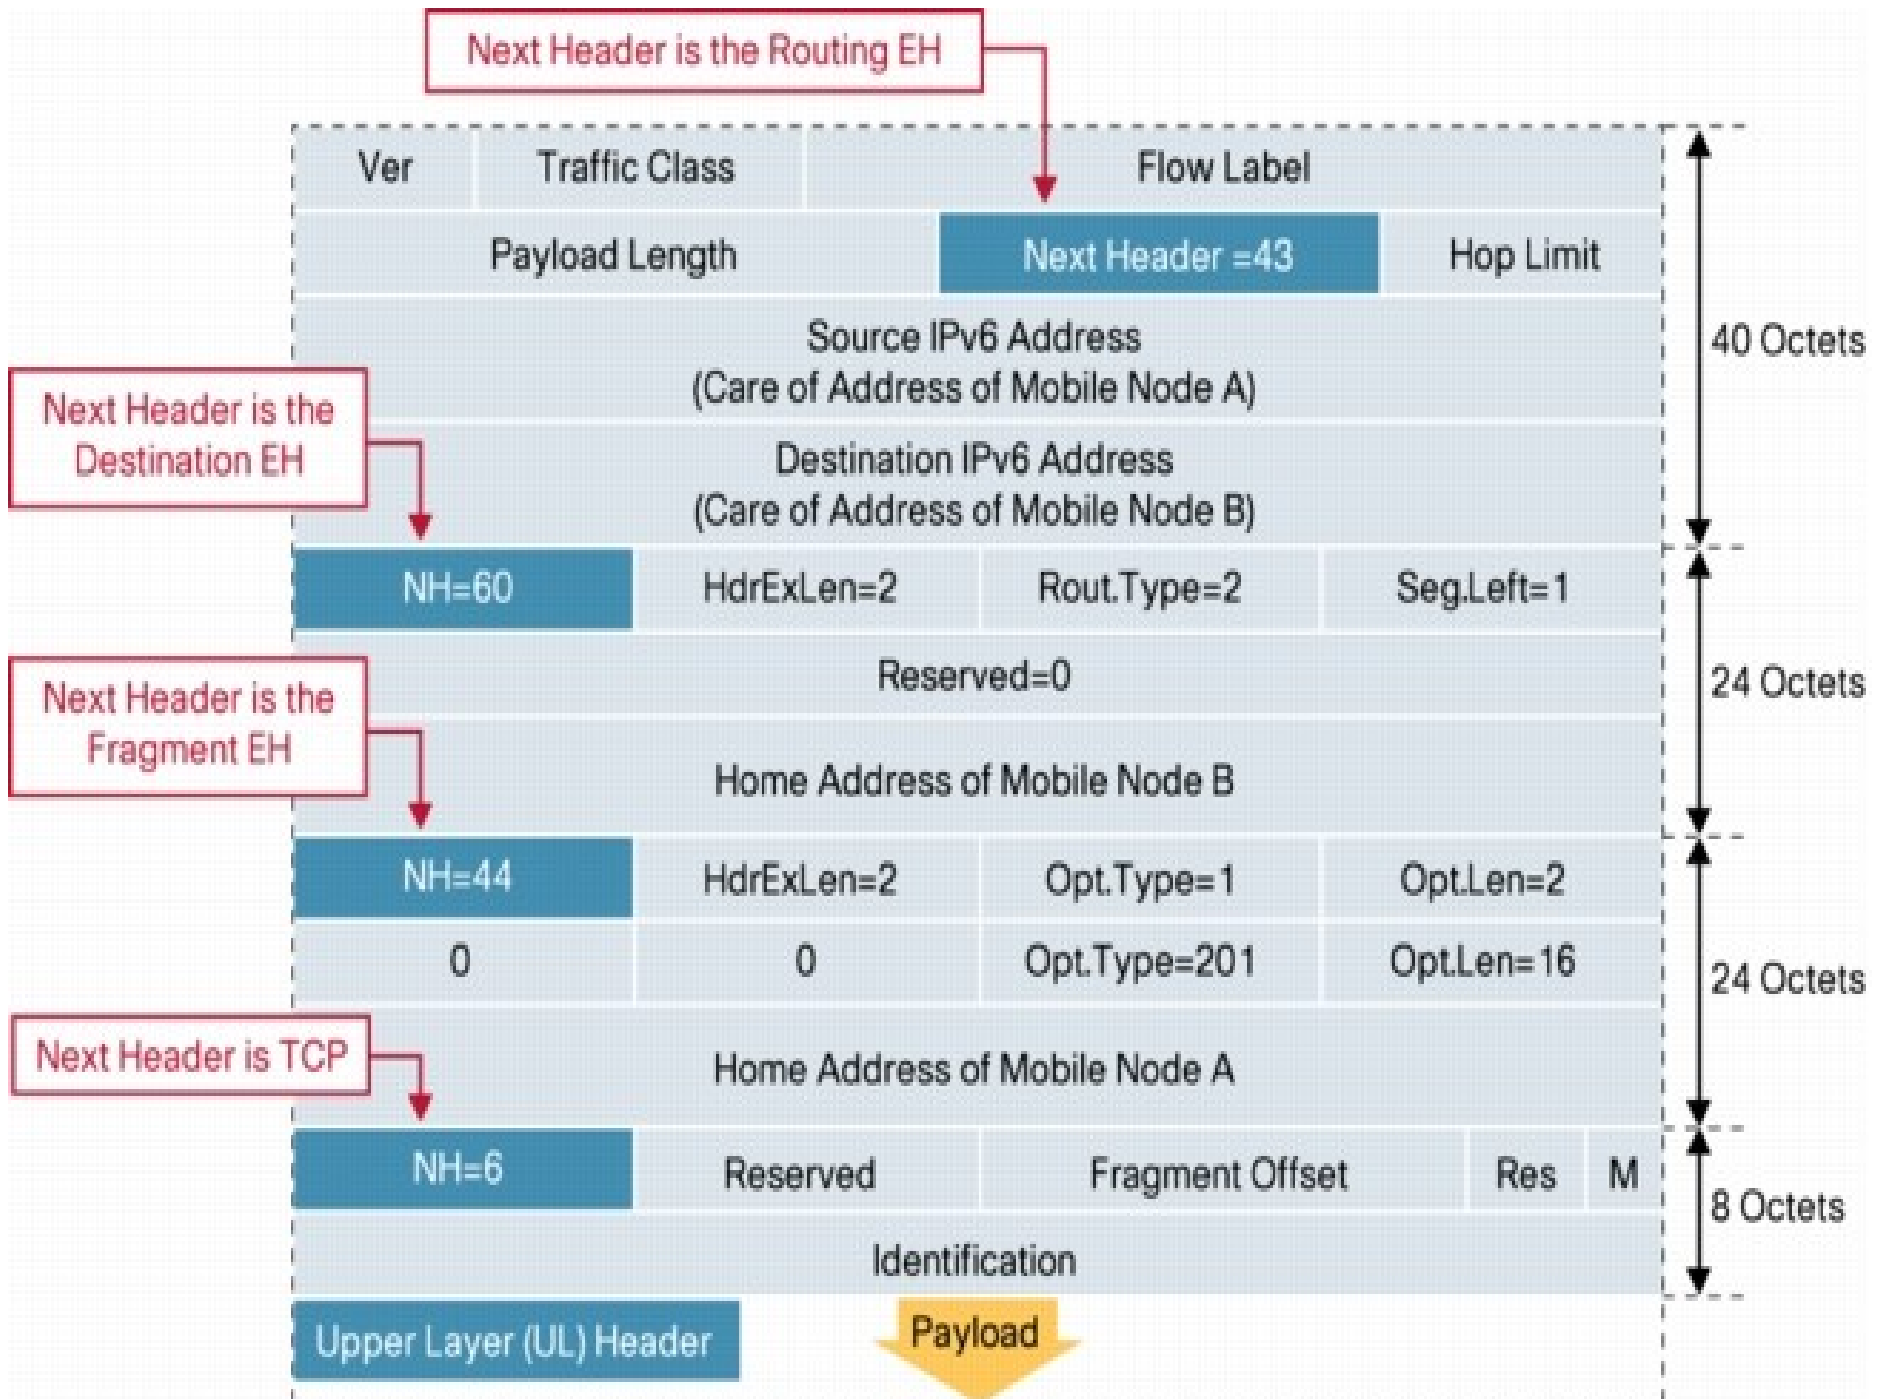 Next Header is the Routing EH
Ver Traffic Class Flow Label
Payload Length Next Header =43 Hop Limit
Source IPv6 Address
(Care of Address of Mobile Node A)
40 Octets
Next Header is the
Destination EH
Destination IPv6 Address
(Care of Address of Mobile Node B)
NH=60 HdrExLen=2 Rout.Type=2 Seg.Left=1
Reserved=0
24 Octets
Next Header is the
Fragment EH
Home Address of Mobile Node B
NH=44 HdrExLen=2 Opt.Type=1 Opt.Len=2
0 0 Opt.Type=201 Opt.Len=16
24 Octets
Next Header is TCP
Home Address of Mobile Node A
NH=6 Reserved Fragment Offset Res M
8 Octets
Identification
Upper Layer (UL) Header
Payload